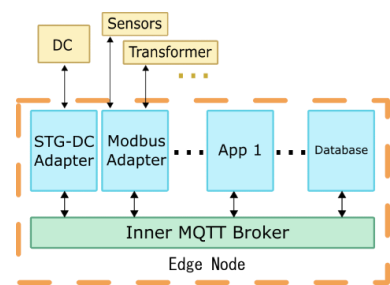 Sensors
DC
Transformer
STG-DC
Adapter
Modbus
Adapter
App 1
Database
Inner MQTT Broker
Edge Node